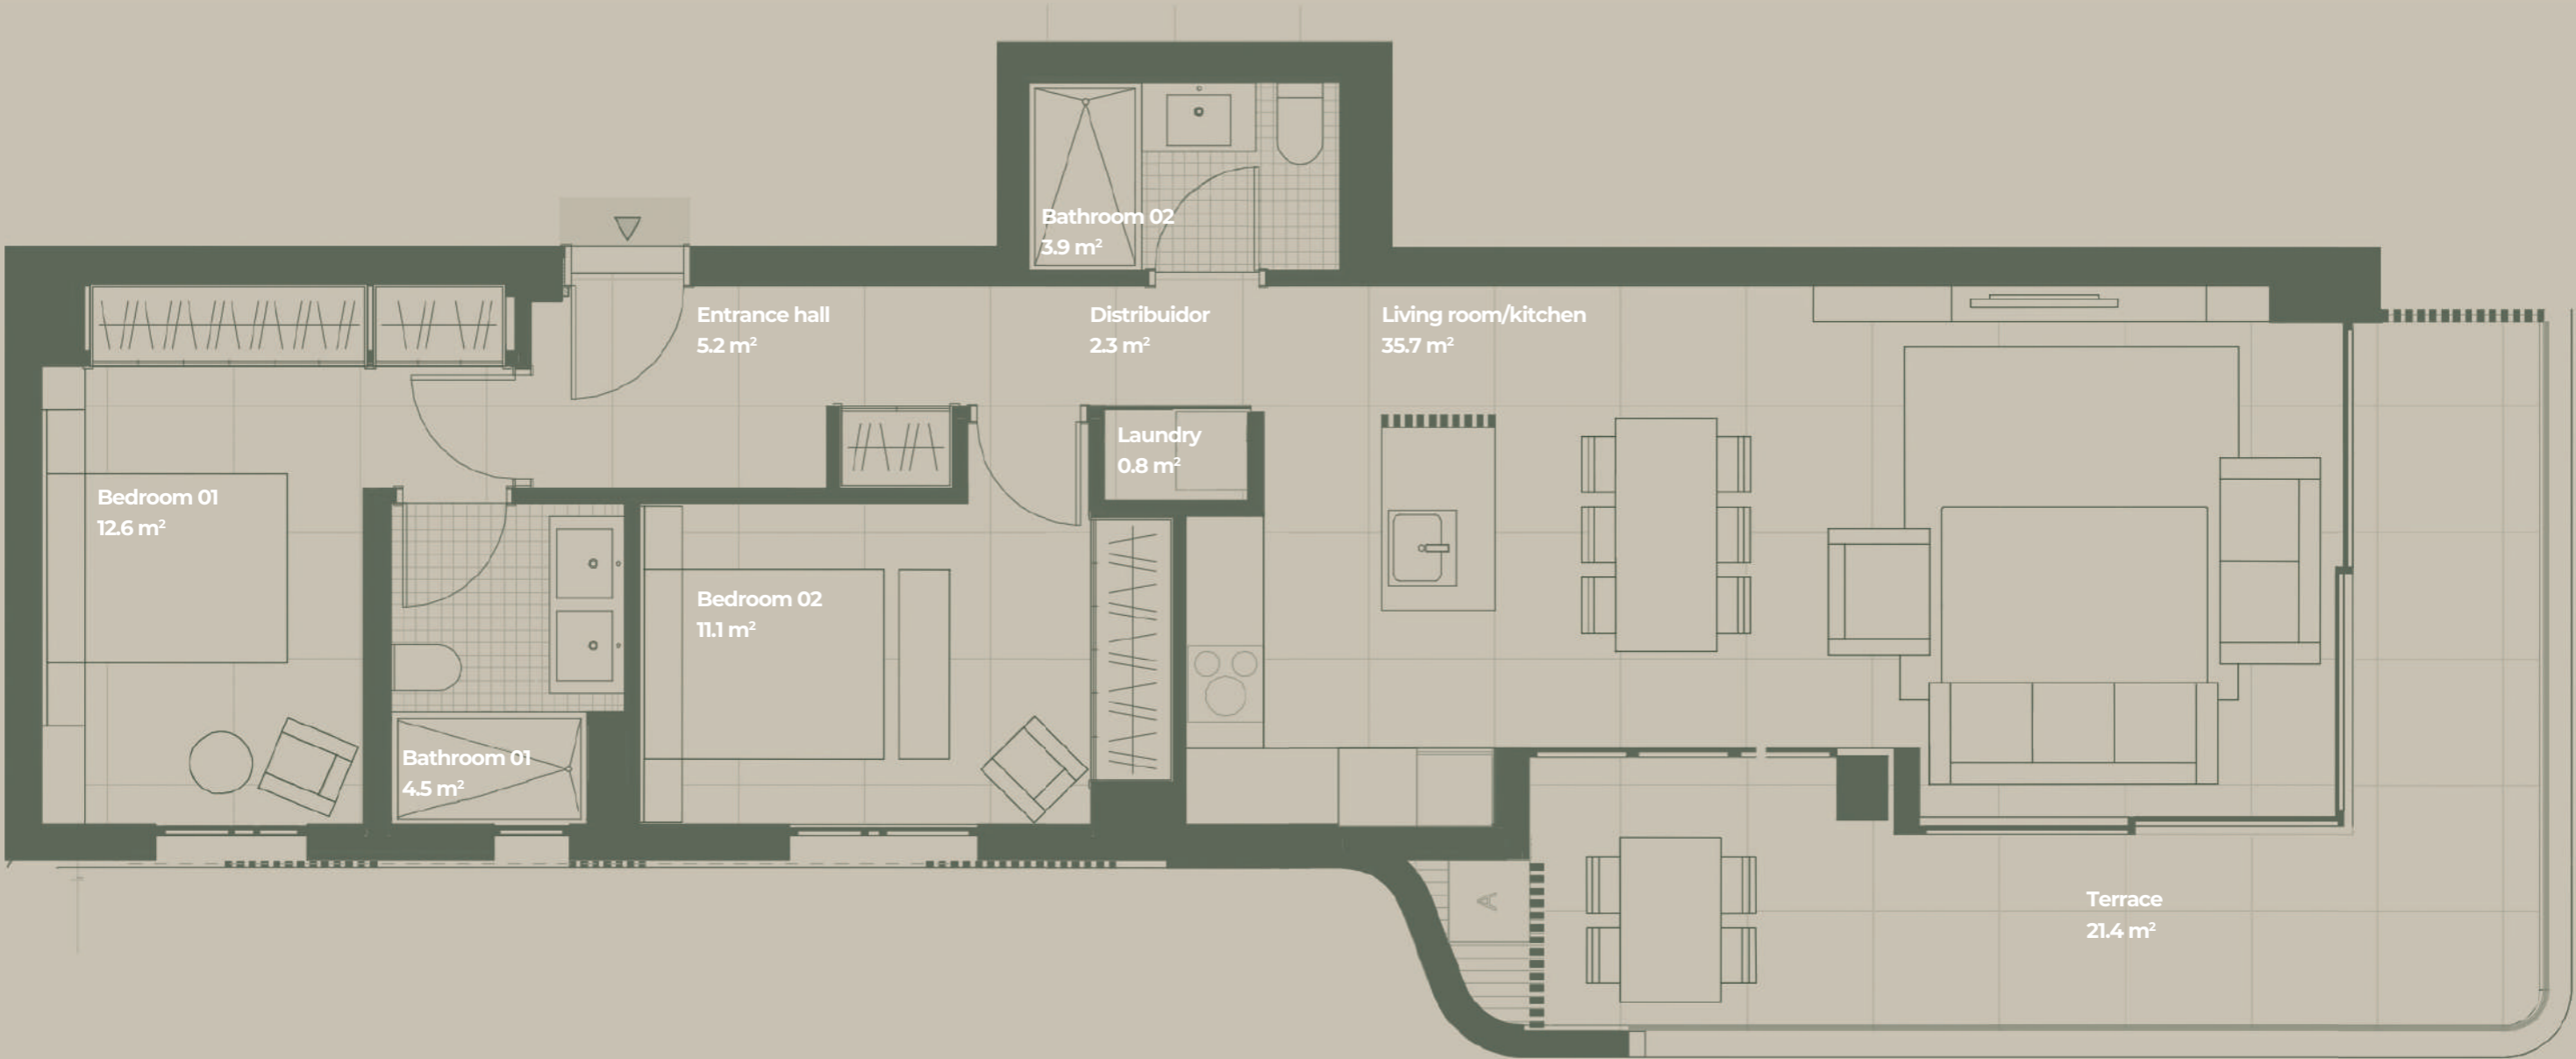 Bathroom 02
3.9 m²
Entrance hall
5.2 m²
Distribuidor
2.3 m²
Living room/kitchen
35.7 m²
Laundry
0.8 m²
Bedroom 01
12.6 m²
Bedroom 02
11.1 m²
Bathroom 01
4.5 m²
A
Terrace
21.4 m²